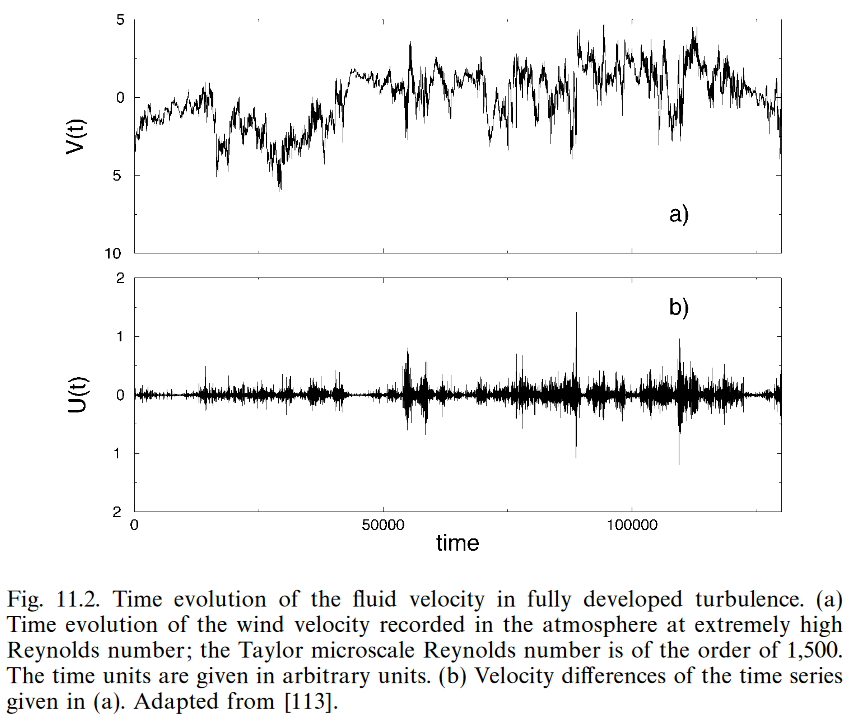 5
0
5
10
V(t)
a)
2
1
0
1
2
U(t)
b)
0
50000
100000
time
Fig. 11.2. Time evolution of the fluid velocity in fully developed turbulence. (a)
Time evolution of the wind velocity recorded in the atmosphere at extremely high
Reynolds number; the Taylor microscale Reynolds number is of the order of 1,500.
The time units are given in arbitrary units. (b) Velocity differences of the time series
given in (a). Adapted from [113].